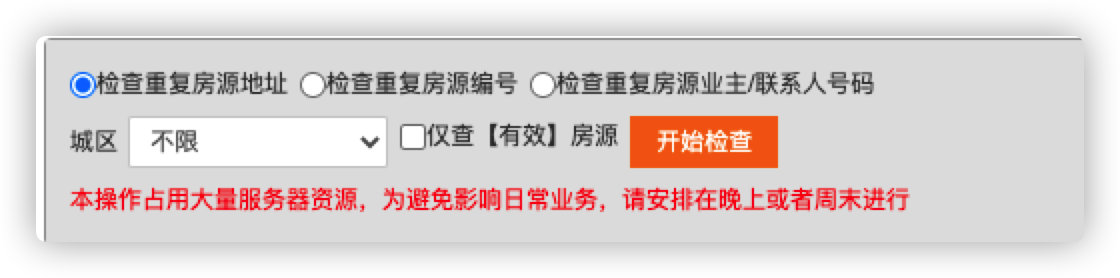 检查重复房源地址 检查重复房源编号 检查重复房源业主/联系人号码
城区 不限 仅查【有效】房源 开始检查
本操作占用大量服务器资源，为避免影响日常业务，请安排在晚上或者周末进行